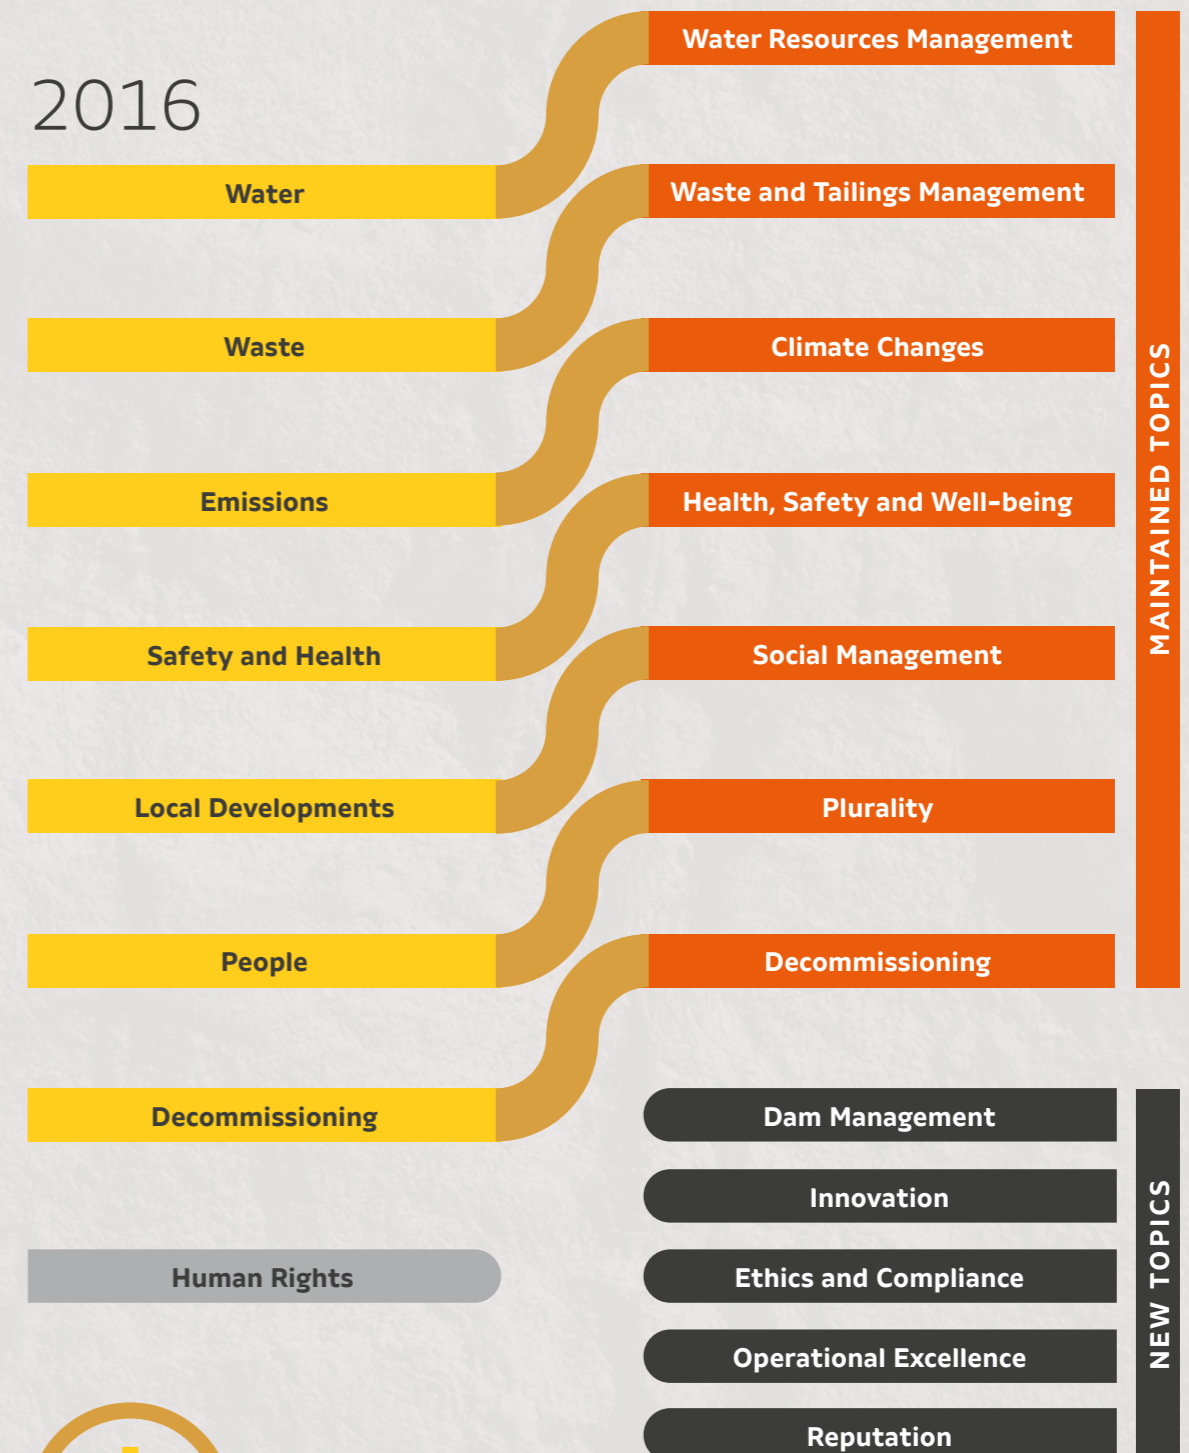 2016
Water
Waste
Emissions
Safety and Health
Local Developments
People
Decommissioning
Human Rights
Water Resources Management
Waste and Tailings Management
Climate Changes
Health, Safety and Well-being
Social Management
Plurality
Decommissioning
MAINTAINED TOPICS
Dam Management
Innovation
Ethics and Compliance
Operational Excellence
Reputation
NEW TOPICS